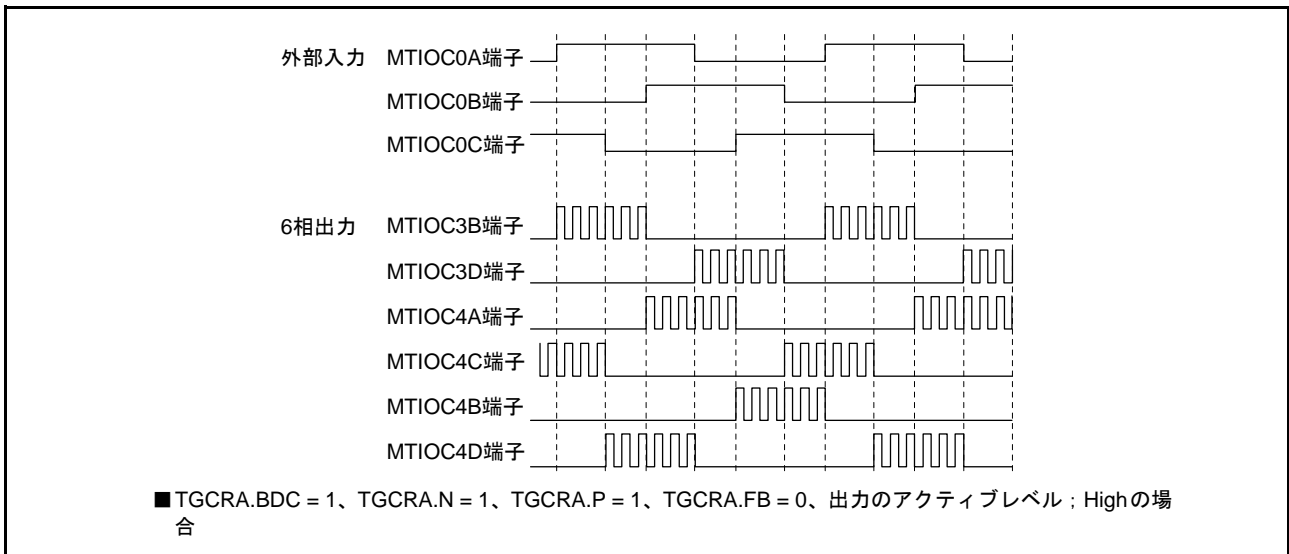 外部入力 MTIOC0A端子
MTIOC0B端子
MTIOC0C端子
6相出力 MTIOC3B端子
MTIOC3D端子
MTIOC4A端子
MTIOC4C端子
MTIOC4B端子
MTIOC4D端子
■TGCRA.BDC = 1、TGCRA.N = 1、TGCRA.P = 1、TGCRA.FB = 0、出力のアクティブレベル；Highの場
合